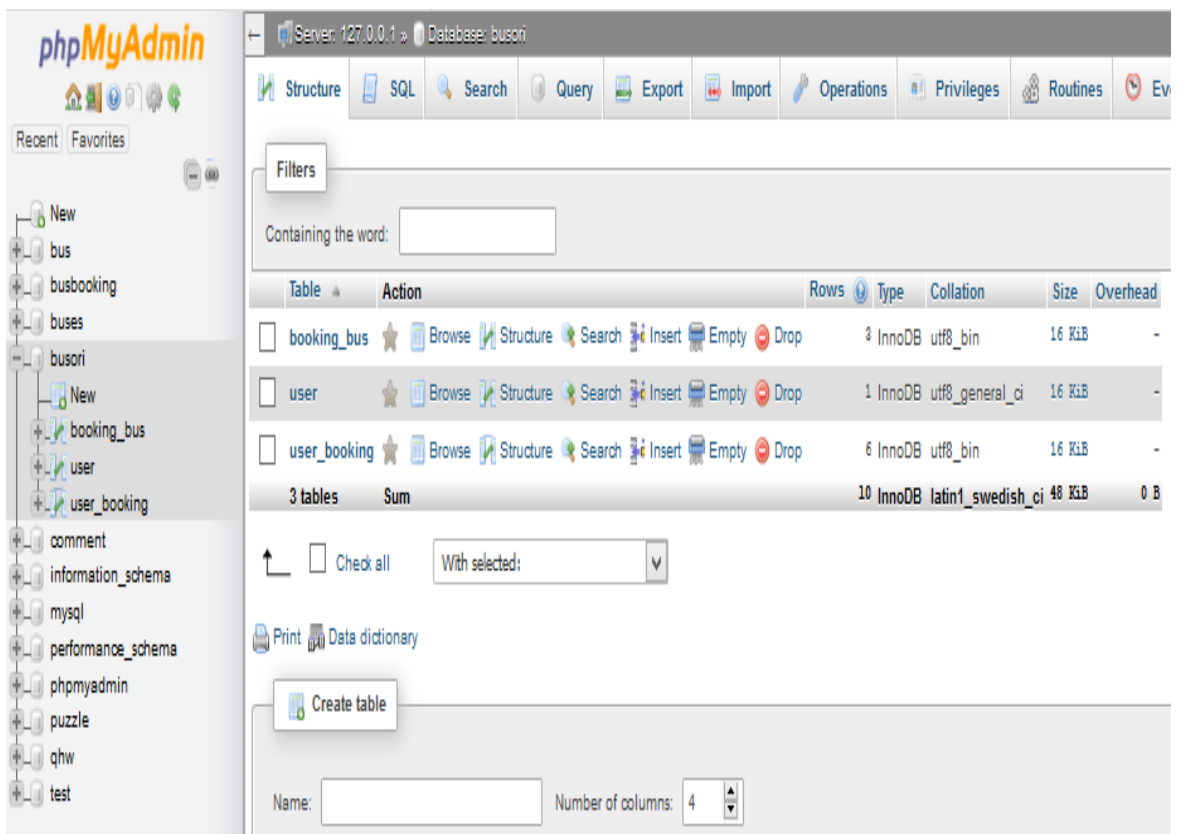 phpMyAdmin
Recent Favorites
New
bus
busbooking
buses
busori
New
booking_bus
user
user_booking
comment
information_schema
mysql
performance_schema
phpmyadmin
puzzle
qhw
test
Server: 127.0.0.1 » Database: busori
Structure SQL Search Query Export Import Operations Privileges Routines
Filters
Containing the word:
Table Action Rows Type Collation Size Overhead
booking_bus Browse Structure Search Insert Empty Drop 3 InnoDB utf8_bin 16 KiB -
user Browse Structure Search Insert Empty Drop 1 InnoDB utf8_general_ci 16 KiB -
user_booking Browse Structure Search Insert Empty Drop 6 InnoDB utf8_bin 16 KiB -
3 tables Sum 10 InnoDB latin1_swedish_ci 48 KiB 0 B
Check all With selected:
Print Data dictionary
Create table
Name: Number of columns: 4